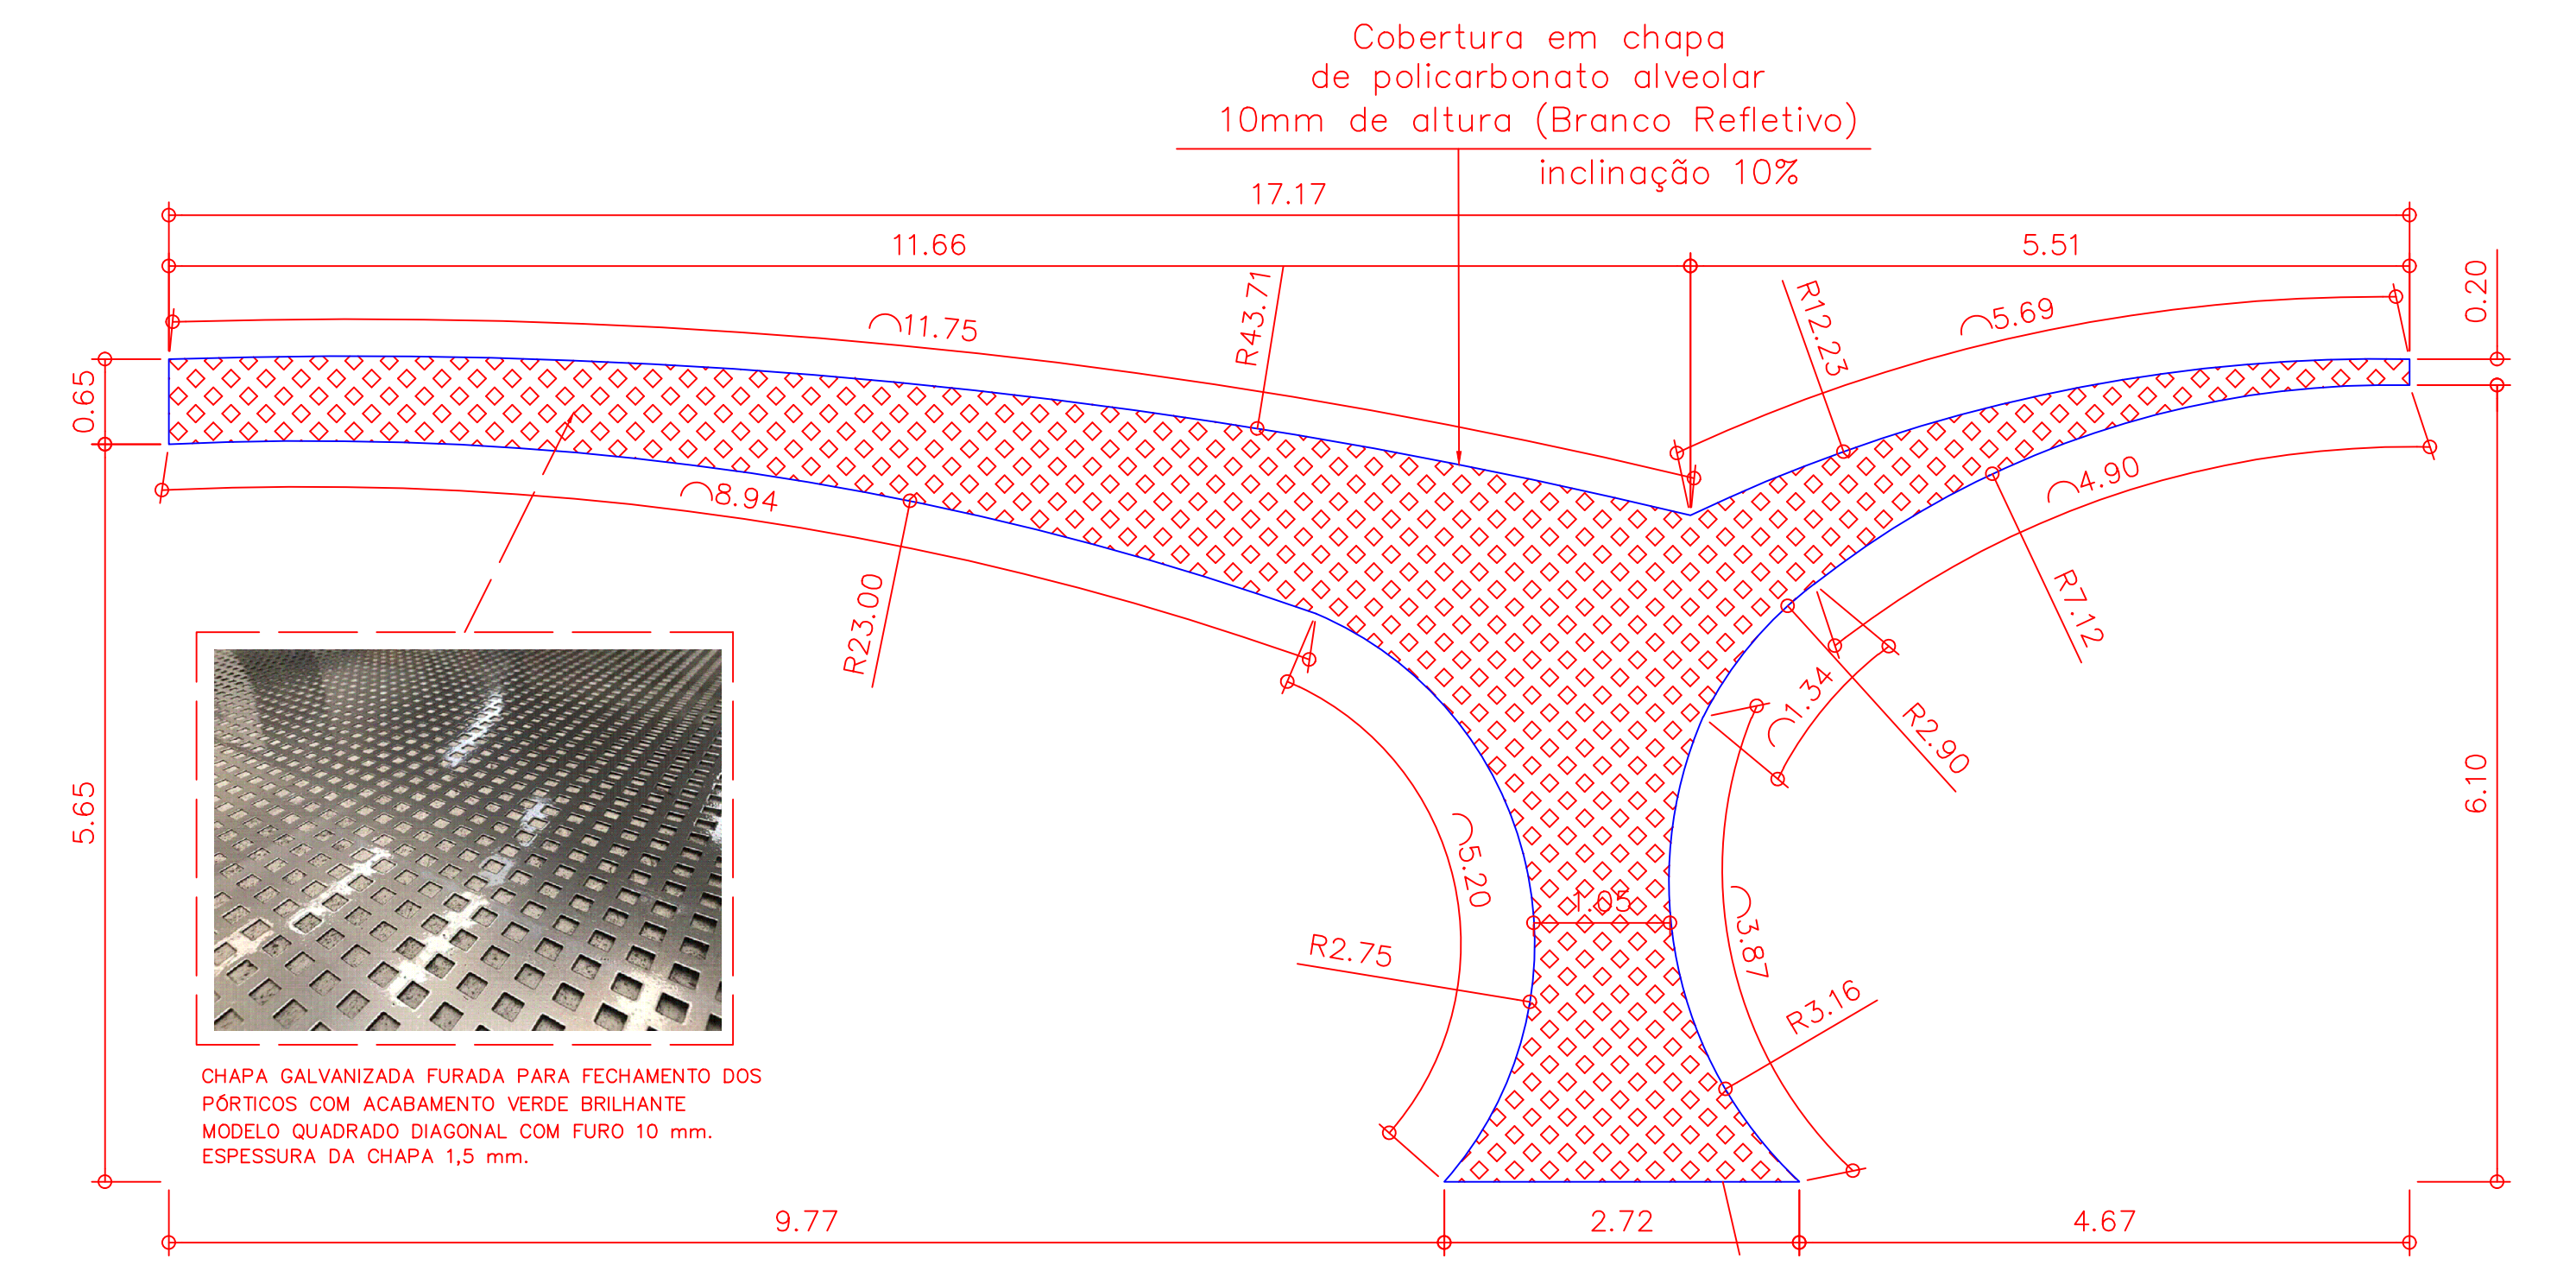 Cobertura em chapa
de policarbonato alveolar
10mm de altura (Branco Refletivo)
inclinação 10%
17.17
11.66
5.51
0.20
R43.71
R12.23
11.75
5.69
0.65
8.94
4.90
R23.00
R7.12
1.34
R2.90
5.65
6.10
5.20
1.05
3.87
R2.75
R3.16
CHAPA GALVANIZADA FURADA PARA FECHAMENTO DOS
PÓRTICOS COM ACABAMENTO VERDE BRILHANTE
MODELO QUADRADO DIAGONAL COM FURO 10 mm.
ESPESSURA DA CHAPA 1,5 mm.
9.77
2.72
4.67